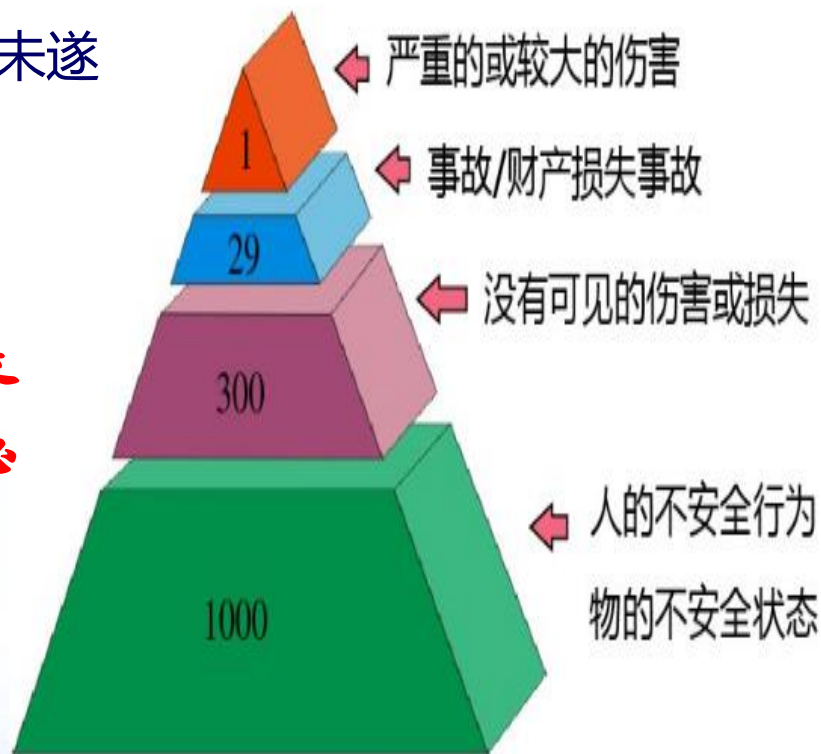 未遂
严重的或较大的伤害
1
事故/财产损失事故
29
没有可见的伤害或损失
300
人的不安全行为
1000
物的不安全状态